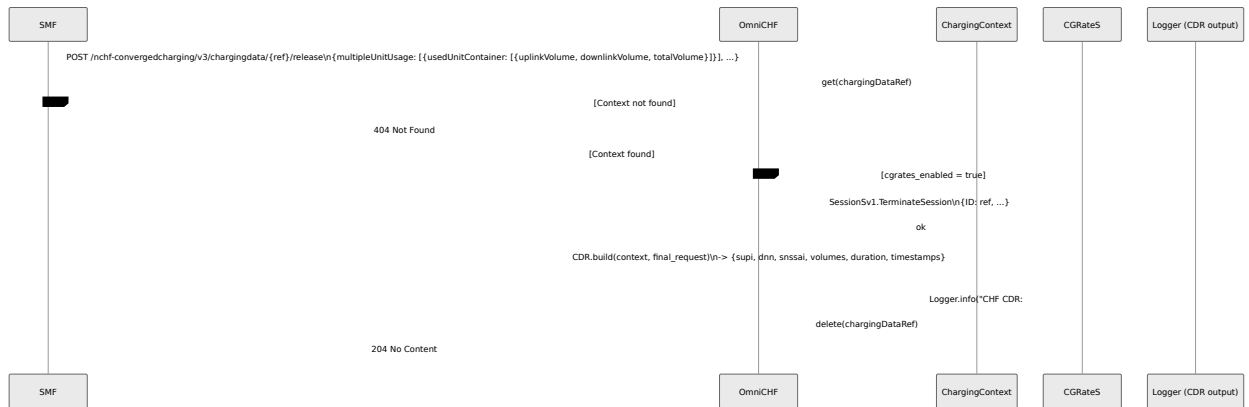 SMF OmniCHF ChargingContext CGRateS Logger (CDR output)
POST /nchf-convergedcharging/v3/chargingdata/{ref}/release\n{multipleUnitUsage: [{usedUnitContainer: [{uplinkVolume, downlinkVolume, totalVolume}]}], ...}
get(chargingDataRef)
[Context not found]
404 Not Found
[Context found]
[cgrates_enabled = true]
SessionSv1.TerminateSession\n{ID: ref, ...}
ok
CDR.build(context, final_request)\n-> {supi, dnn, snssai, volumes, duration, timestamps}
Logger.info("CHF CDR:
delete(chargingDataRef)
204 No Content
SMF OmniCHF ChargingContext CGRateS Logger (CDR output)